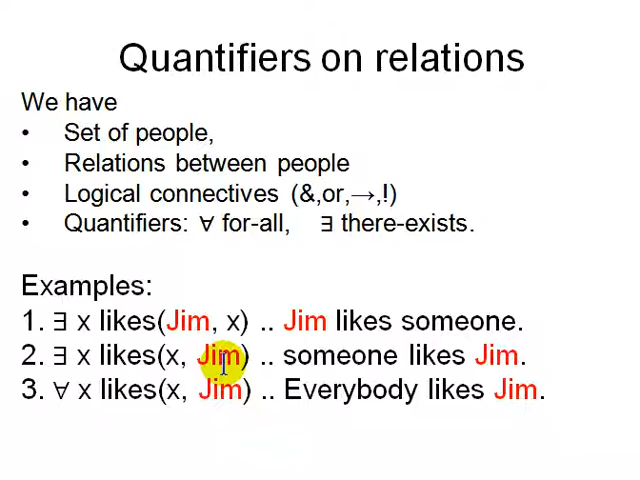 Quantifiers on relations
We have
• Set of people,
• Relations between people
• Logical connectives (&,or,→,!)
• Quantifiers: ∀ for-all, ∃ there-exists.
Examples:
1. ∃ x likes(Jim, x) .. Jim likes someone.
2. ∃ x likes(x, Jim) .. someone likes Jim.
3. ∀ x likes(x, Jim) .. Everybody likes Jim.